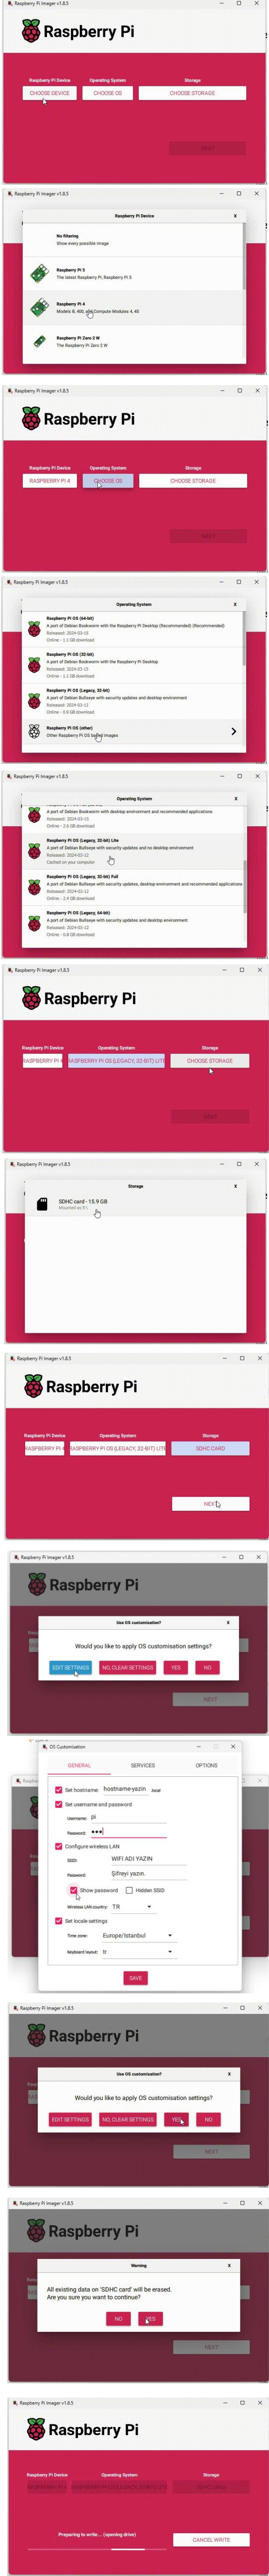 Raspberry Pi Imager v1.8.5
Raspberry Pi
Raspberry Pi Device Operating System Storage
CHOOSE DEVICE CHOOSE OS CHOOSE STORAGE
NEXT
Raspberry Pi Imager v1.8.5
Raspberry Pi Device X
No filtering
Show every possible image
Raspberry Pi 5
The latest Raspberry Pi, Raspberry Pi 5
Raspberry Pi 4
Models B, 400, and Compute Modules 4, 4S
Raspberry Pi Zero 2 W
The Raspberry Pi Zero 2 W
Raspberry Pi Imager v1.8.5
Raspberry Pi
Raspberry Pi Device Operating System Storage
RASPBERRY PI 4 CHOOSE OS CHOOSE STORAGE
NEXT
Raspberry Pi Imager v1.8.5
Operating System X
Raspberry Pi OS (64-bit)
A port of Debian Bookworm with the Raspberry Pi Desktop (Recommended) (Recommended)
Released: 2024-03-15
Online - 1.1 GB download
Raspberry Pi OS (32-bit)
A port of Debian Bookworm with the Raspberry Pi Desktop
Released: 2024-03-15
Online - 1.1 GB download
Raspberry Pi OS (Legacy, 32-bit)
A port of Debian Bullseye with security updates and desktop environment
Released: 2024-03-12
Online - 0.9 GB download
Raspberry Pi OS (other)
Other Raspberry Pi OS based images
Raspberry Pi Imager v1.8.5
Operating System X
A port of Debian Bookworm with desktop environment and recommended applications
Released: 2024-03-15
Online - 2.6 GB download
Raspberry Pi OS (Legacy, 32-bit) Lite
A port of Debian Bullseye with security updates and no desktop environment
Released: 2024-03-12
Cached on your computer
Raspberry Pi OS (Legacy, 32-bit) Full
A port of Debian Bullseye with security updates, desktop environment and recommended applications
Released: 2024-03-12
Online - 2.4 GB download
Raspberry Pi OS (Legacy, 64-bit)
A port of Debian Bullseye with security updates and desktop environment
Released: 2024-03-12
Online - 0.8 GB download
Raspberry Pi Imager v1.8.5
Raspberry Pi
Raspberry Pi Device Operating System Storage
RASPBERRY PI 4 RASPBERRY PI OS (LEGACY, 32-BIT) LITE CHOOSE STORAGE
NEXT
Raspberry Pi Imager v1.8.5
Storage X
SDHC card - 15.9 GB
Mounted as
Raspberry Pi Imager v1.8.5
Raspberry Pi
Raspberry Pi Device Operating System Storage
RASPBERRY PI 4 RASPBERRY PI OS (LEGACY, 32-BIT) LITE SDHC CARD
NEXT
Raspberry Pi Imager v1.8.5
Raspberry Pi
Use OS customisation? X
Would you like to apply OS customisation settings?
EDIT SETTINGS NO, CLEAR SETTINGS YES NO
NEXT
OS Customisation
GENERAL SERVICES OPTIONS
Set hostname: hostname-yazin .local
Set username and password
Username: pi
Password: •••
Configure wireless LAN
SSID: WIFI ADI YAZIN
Password: Şifreyi yazın.
Show password Hidden SSID
Wireless LAN country: TR
Set locale settings
Time zone: Europe/Istanbul
Keyboard layout: tr
SAVE
Raspberry Pi Imager v1.8.5
Raspberry Pi
Use OS customisation? X
Would you like to apply OS customisation settings?
EDIT SETTINGS NO, CLEAR SETTINGS YES NO
NEXT
Raspberry Pi Imager v1.8.5
Raspberry Pi
Warning X
All existing data on 'SDHC card' will be erased.
Are you sure you want to continue?
NO YES
NEXT
Raspberry Pi Imager v1.8.5
Raspberry Pi
Raspberry Pi Device Operating System Storage
RASPBERRY PI 4 RASPBERRY PI OS (LEGACY, 32-BIT) LITE SDHC CARD
Preparing to write... (opening drive)
CANCEL WRITE